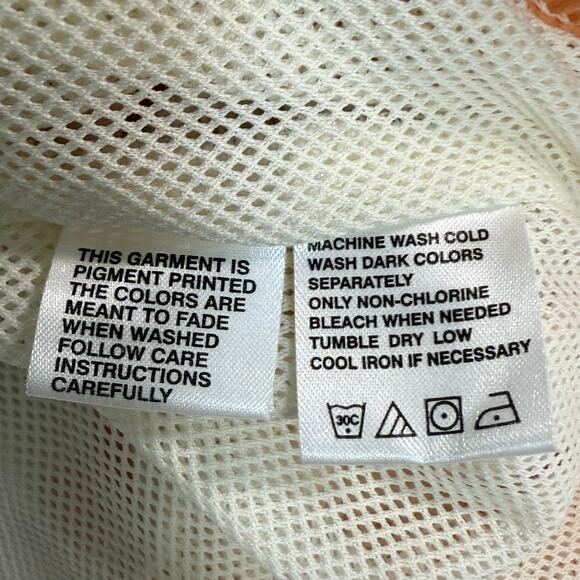 THIS GARMENT IS
PIGMENT PRINTED
THE COLORS ARE
MEANT TO FADE
WHEN WASHED
FOLLOW CARE
INSTRUCTIONS
CAREFULLY
MACHINE WASH COLD
WASH DARK COLORS
SEPARATELY
ONLY NON-CHLORINE
BLEACH WHEN NEEDED
TUMBLE DRY LOW
COOL IRON IF NECESSARY
30C